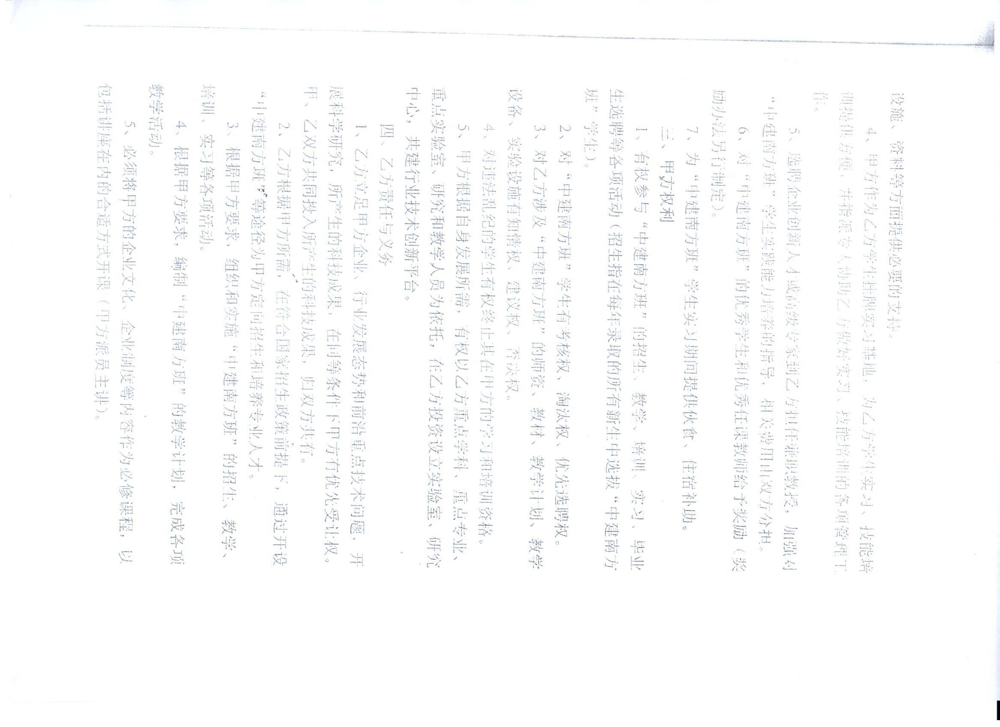 设施、资料等方面提供必要的支持。
4、甲方作为乙方学生挂牌实习基地，为乙方学生实习、技能培
训提供方便，并指派专人协助乙方做好实习、技能培训的各项管理工
作。
5、选派企业创新人才或高级专家到乙方担任兼职教授，加强对
“中建南方班”学生实践能力培养的指导，相关费用由双方分担。
6、对“中建南方班”的优秀学生和优秀任课教师给予奖励（奖
励办法另行制定）。
7、为“中建南方班”学生实习期间提供伙食、住宿补助。
三、甲方权利
1、有权参与“中建南方班”的招生、教学、培训、实习、毕业
生选聘等各项活动（招生指在每年录取的所有新生中选拔“中建南方
班”学生）。
2、对“中建南方班”学生有考核权、淘汰权、优先选聘权。
3、对乙方涉及“中建南方班”的师资、教材、教学计划、教学
设备、实验设施有知情权、建议权、否决权。
4、对违法乱纪的学生有权终止其在甲方的学习和培训资格。
5、甲方根据自身发展所需，有权以乙方重点学科、重点专业、
重点实验室、研究和教学人员为依托，在乙方投资设立实验室、研究
中心，共建行业技术创新平台。
四、乙方责任与义务
1、乙方立足甲方企业、行业发展态势和前沿重点技术问题，开
展科学研究，所产生的科技成果，在同等条件下甲方有优先受让权。
甲、乙双方共同投入所产生的科技成果，归双方共有。
2、乙方根据甲方所需，在符合国家招生政策前提下，通过开设
“中建南方班”等途径为甲方定向招生和培养专业人才。
3、根据甲方要求，组织和实施“中建南方班”的招生、教学、
培训、实习等各项活动。
4、根据甲方要求，编制“中建南方班”的教学计划，完成各项
教学活动。
5、必须将甲方的企业文化、企业制度等内容作为必修课程，以
包括讲座在内的合适方式开课（甲方派员主讲）。